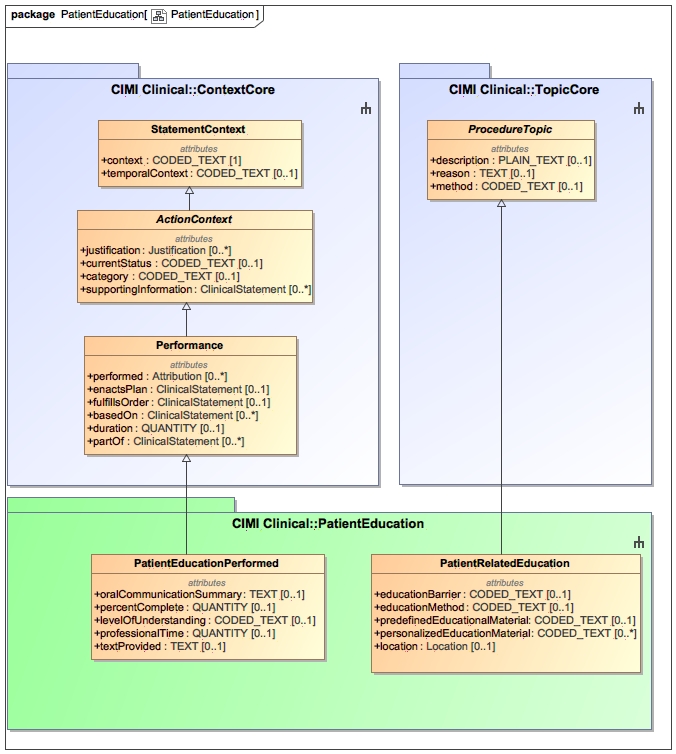 package PatientEducation[ PatientEducation ]
CIMI Clinical::ContextCore
StatementContext
attributes
+context : CODED_TEXT [1]
+temporalContext : CODED_TEXT [0..1]
ActionContext
attributes
+justification : Justification [0..*]
+currentStatus : CODED_TEXT [0..1]
+category : CODED_TEXT [0..1]
+supportingInformation : ClinicalStatement [0..*]
Performance
attributes
+performed : Attribution [0..*]
+enactsPlan : ClinicalStatement [0..1]
+fulfillsOrder : ClinicalStatement [0..1]
+basedOn : ClinicalStatement [0..*]
+duration : QUANTITY [0..1]
+partOf : ClinicalStatement [0..*]
CIMI Clinical::TopicCore
ProcedureTopic
attributes
+description : PLAIN_TEXT [0..1]
+reason : TEXT [0..1]
+method : CODED_TEXT [0..1]
CIMI Clinical::PatientEducation
PatientEducationPerformed
attributes
+oralCommunicationSummary : TEXT [0..1]
+percentComplete : QUANTITY [0..1]
+levelOfUnderstanding : CODED_TEXT [0..1]
+professionalTime : QUANTITY [0..1]
+textProvided : TEXT [0..1]
PatientRelatedEducation
attributes
+educationBarrier : CODED_TEXT [0..1]
+educationMethod : CODED_TEXT [0..1]
+predefinedEducationalMaterial : CODED_TEXT [0..1]
+personalizedEducationMaterial : CODED_TEXT [0..*]
+location : Location [0..1]